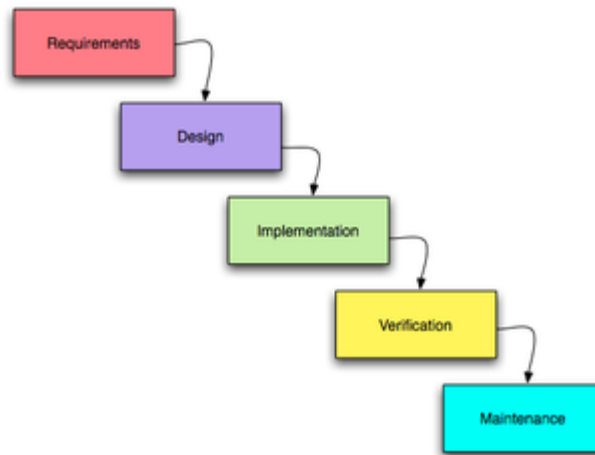 Requirements
Design
Implementation
Verification
Maintenance